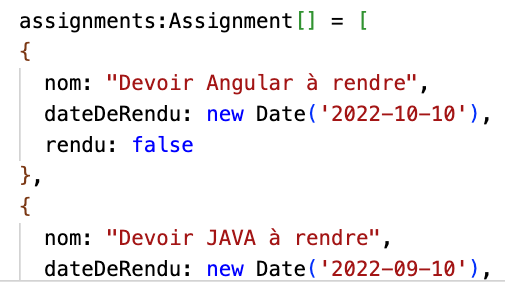 assignments:Assignment[] = [
{
nom: "Devoir Angular à rendre",
dateDeRendu: new Date('2022-10-10'),
rendu: false
},
{
nom: "Devoir JAVA à rendre",
dateDeRendu: new Date('2022-09-10'),